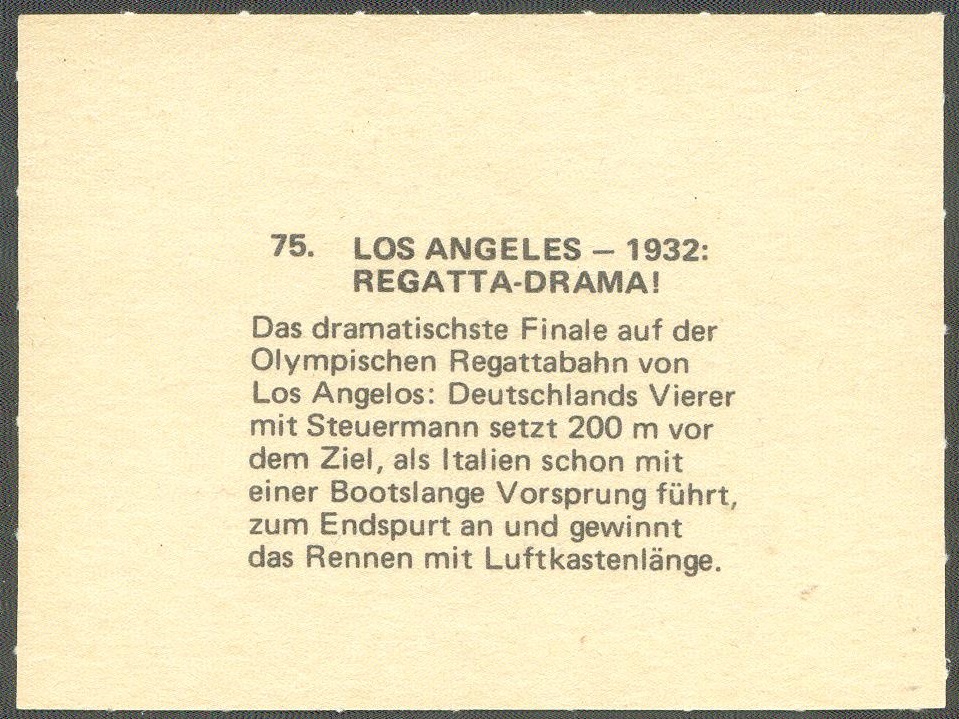 75. LOS ANGELES – 1932:
REGATTA-DRAMA!
Das dramatischste Finale auf der
Olympischen Regattabahn von
Los Angelos: Deutschlands Vierer
mit Steuermann setzt 200 m vor
dem Ziel, als Italien schon mit
einer Bootslange Vorsprung führt,
zum Endspurt an und gewinnt
das Rennen mit Luftkastenlänge.